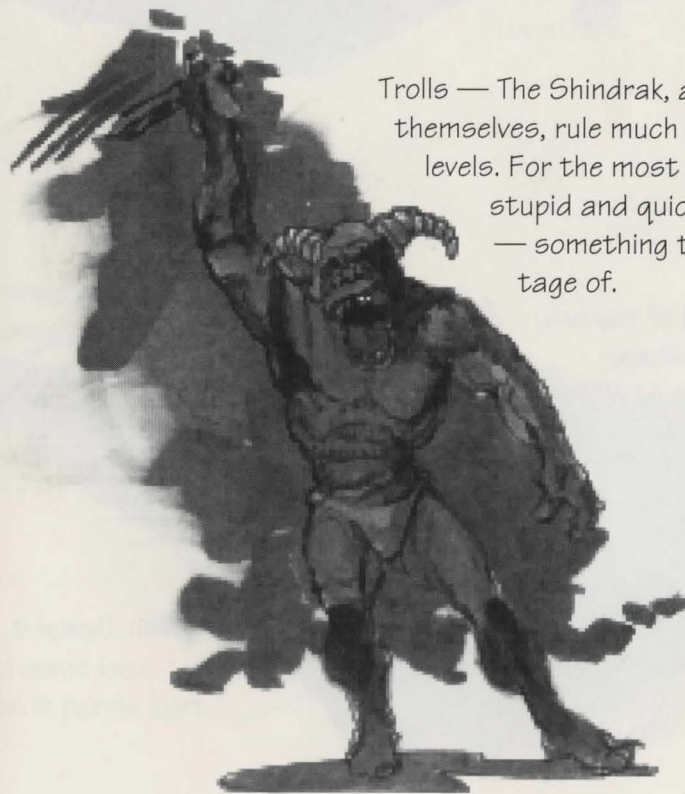 Trolls — The Shindrak, a
themselves, rule much
levels. For the most
stupid and quic
— something t
tage of.